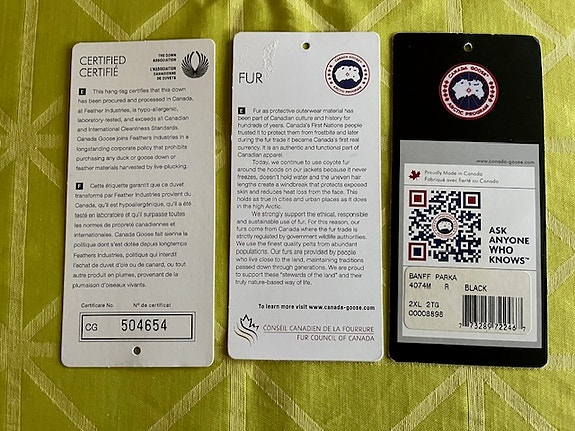 CERTIFIED
CERTIFIÉ
THE DOWN
ASSOCIATION
L'ASSOCIATION
CANADIENNE
DE DUVETS
E This hang-tag certifies that this
down has been procured and processed in Canada,
at Feather Industries, is hypo-allergenic,
laboratory-tested, and exceeds all Canadian
and International Cleanliness Standards.
Canada Goose joins Feathers Industries in a
longstanding corporate policy that prohibits
purchasing any duck or goose down or
feather materials harvested by live-plucking.
F Cette étiquette garantit que ce duvet
transformé par Feather Industries provient du
Canada, qu'il est hypoallergénique, qu'il a été
testé en laboratoire et qu'il surpasse toutes
les normes de propreté canadiennes et
internationales. Canada Goose fait sienne la
politique dont s'est dotée depuis longtemps
Feathers Industries, politique qui interdit
l'achat de duvet d'oie ou de canard, ou tout
autre produit en plumes, provenant de la
plumaison d'oiseaux vivants.
Certificate No. N° de certificat
CG 504654
FUR
CANADA GOOSE
ARCTIC PROGRAM
E Fur as protective outerwear material has
been part of Canadian culture and history for
hundreds of years. Canada's First Nations people
trusted it to protect them from frostbite and later
during the fur trade it became Canada's first real
currency. It is an authentic and functional part of
Canadian apparel.
Today, we continue to use coyote fur
around the hoods on our jackets because it never
freezes, doesn't hold water and the uneven hair
lengths create a windbreak that protects exposed
skin and reduces heat loss from the face. This
holds as true in cities and urban places as it does
in the high Arctic.
We strongly support the ethical, responsible
and sustainable use of fur. For this reason, our
furs come from Canada where the fur trade is
strictly regulated by government wildlife authorities.
We use the finest quality pelts from abundant
populations. Our furs are provided by people
who live close to the land, maintaining traditions
passed down through generations. We are proud
to support these "stewards of the land" and their
truly nature-based way of life.
To learn more visit www.canada-goose.com
CONSEIL CANADIEN DE LA FOURRURE
FUR COUNCIL OF CANADA
CANADA GOOSE
ARCTIC PROGRAM
www.canada-goose.com
Proudly Made in Canada
Fabriqué avec fierté au Canada
ASK
ANYONE
WHO
KNOWS™
BANFF PARKA
4074M R BLACK
2XL 2TG
00008898
7 73289 72246 7